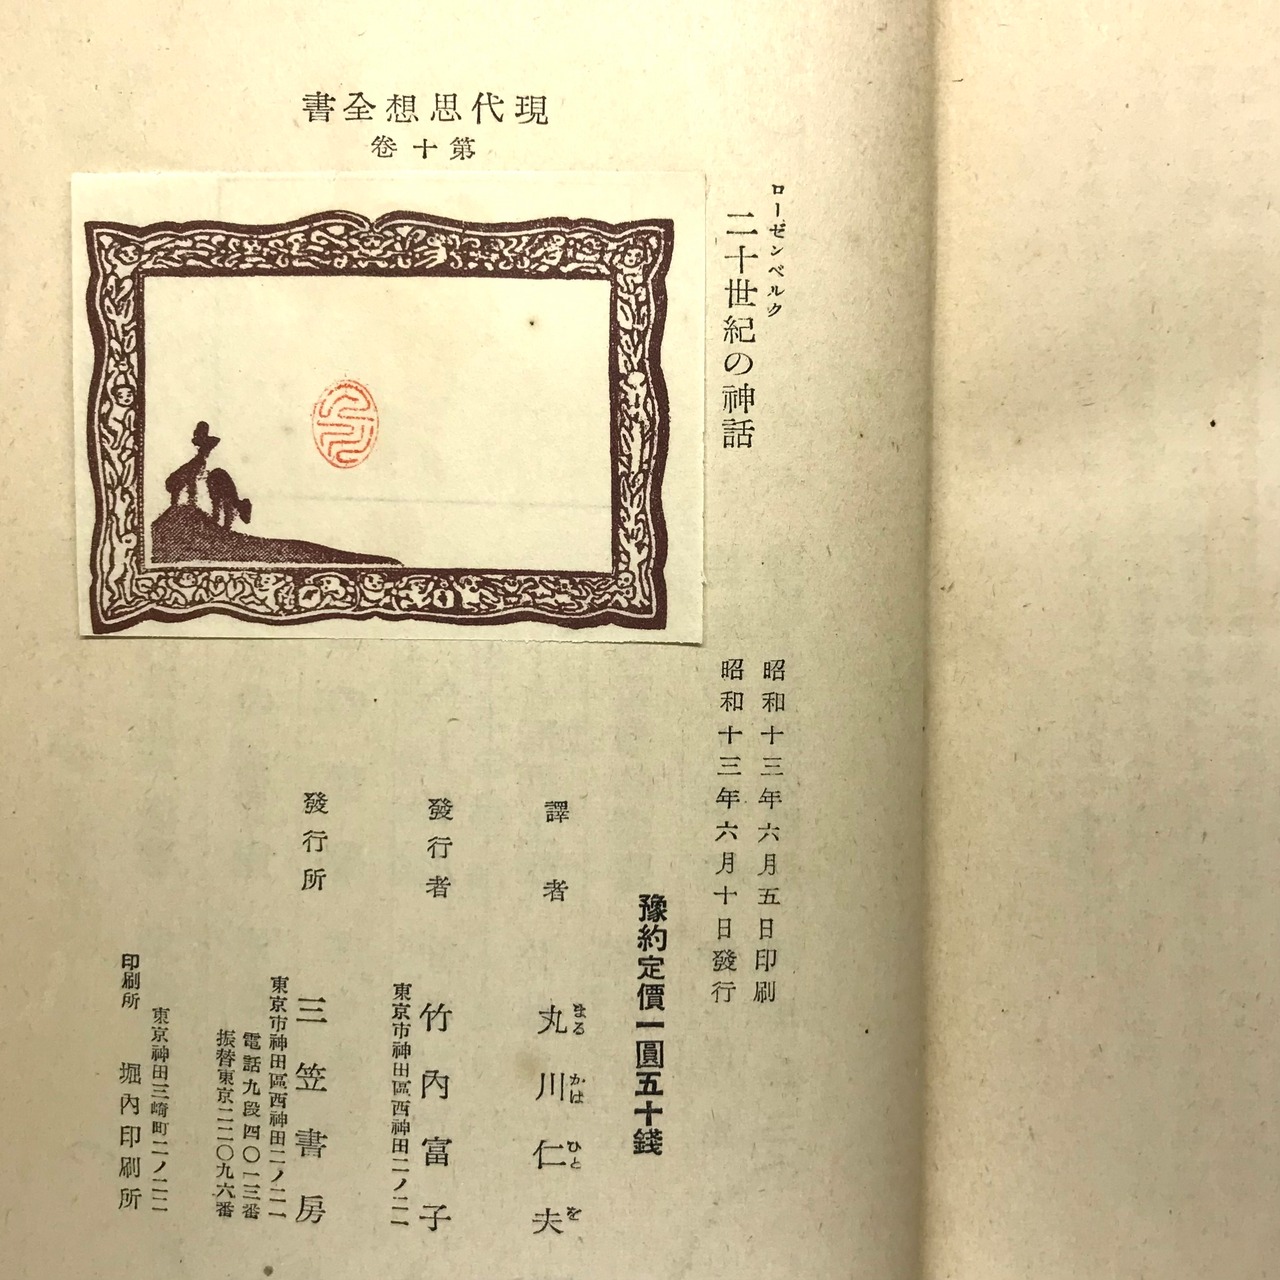 現代思想全書
第十卷
ローゼンベルク
二十世紀の神話
昭和十三年六月五日印刷
昭和十三年六月十日發行
豫約定價一圓五十錢
譯者 丸川仁夫
まるかはひとを
發行者 竹內富子
東京市神田區西神田二ノ二一
發行所 三笠書房
東京市神田區西神田二ノ二一
電話九段四〇一三番
振替東京二二〇九六番
東京神田三崎町二ノ二二
印刷所 堀內印刷所